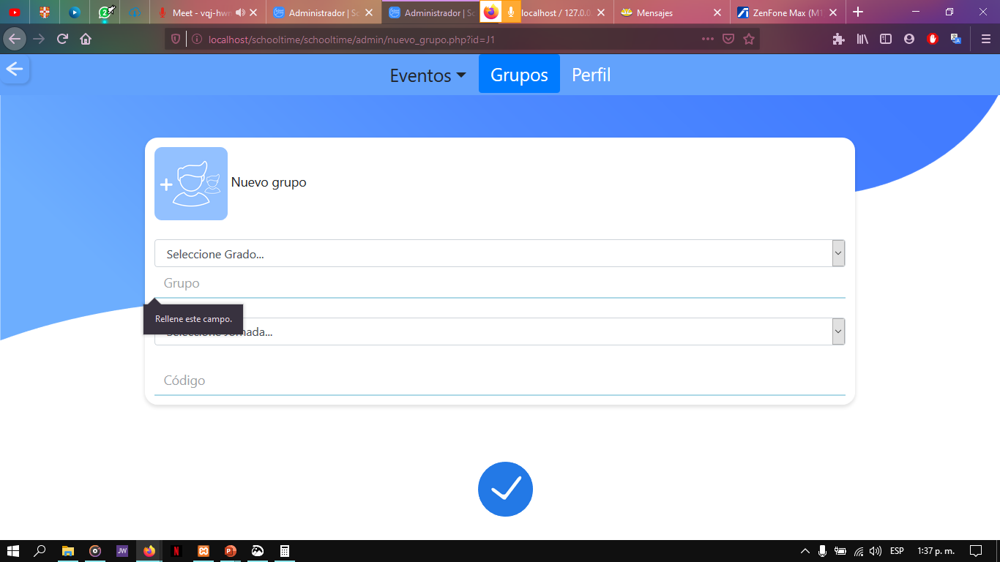 Meet - vqj-hwn
Administrador | Sc
Administrador | Sc
localhost / 127.0.0
Mensajes
ZenFone Max (M1
localhost/schooltime/schooltime/admin/nuevo_grupo.php?id=J1
Eventos
Grupos
Perfil
+ Nuevo grupo
Seleccione Grado...
Grupo
Rellene este campo.
Seleccione Jornada...
Código
JW
N
ESP
1:37 p. m.